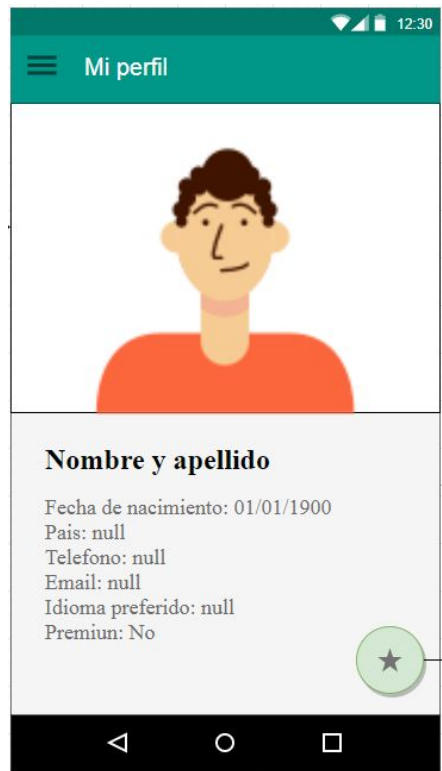 12:30
Mi perfil
Nombre y apellido
Fecha de nacimiento: 01/01/1900
Pais: null
Telefono: null
Email: null
Idioma preferido: null
Premiun: No